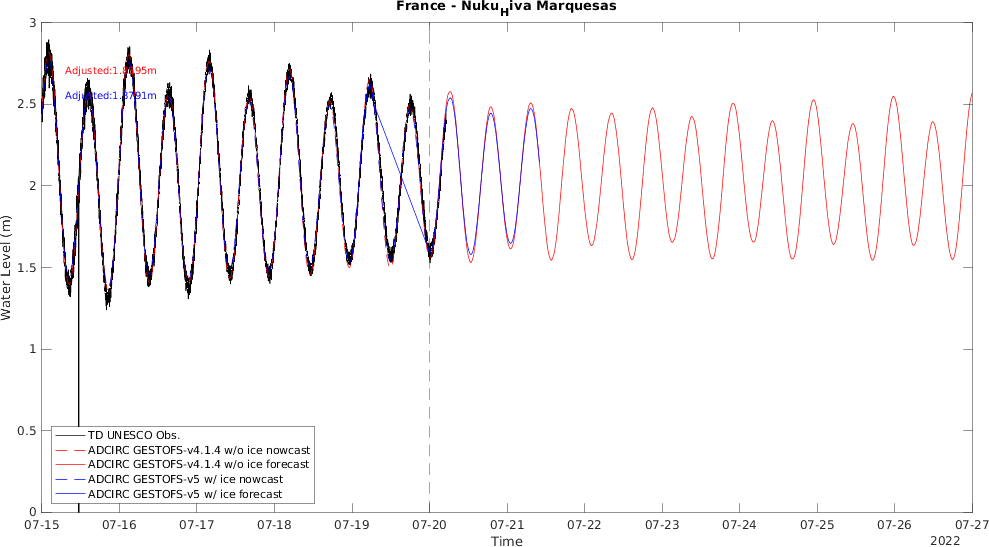 France - Nuku Hiva Marquesas
3
2.5
2
1.5
1
0.5
0
Water Level (m)
Adjusted:
Adjusted:
TD UNESCO Obs.
ADCIRC GESTOFS-v4.1.4 w/o ice nowcast
ADCIRC GESTOFS-v4.1.4 w/o ice forecast
ADCIRC GESTOFS-v5 w/ ice nowcast
ADCIRC GESTOFS-v5 w/ ice forecast
07-15 07-16 07-17 07-18 07-19 07-20 07-21 07-22 07-23 07-24 07-25 07-26 07-27
Time
2022